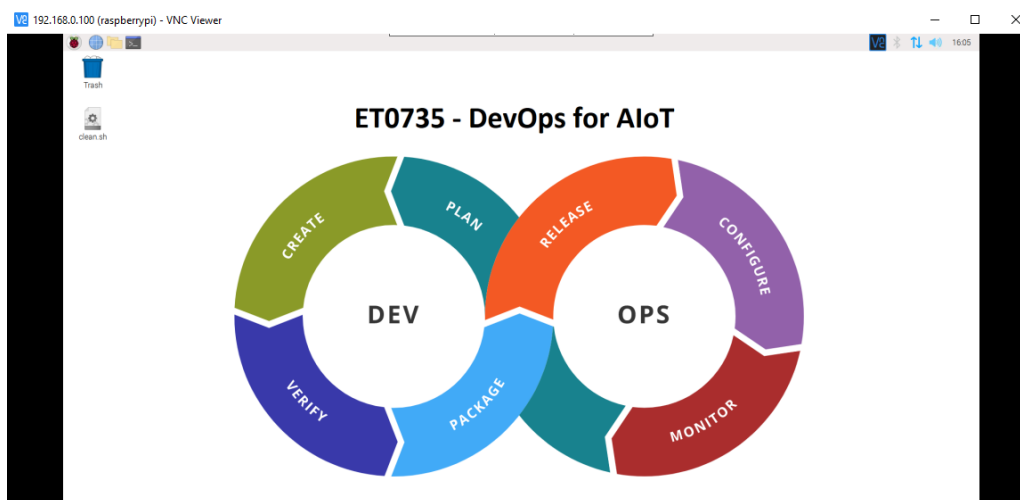 192.168.0.100 (raspberrypi) - VNC Viewer
16:05
Trash
clean.sh
ET0735 - DevOps for AIoT
CREATE
PLAN
RELEASE
CONFIGURE
DEV
OPS
VERIFY
PACKAGE
MONITOR